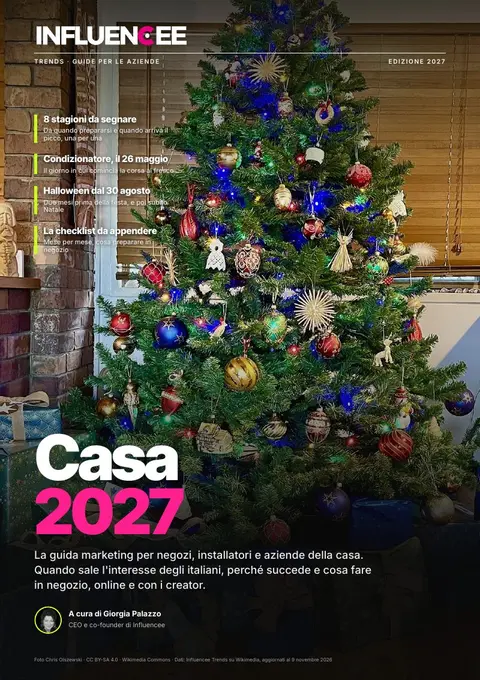 INFLUENCEE
TRENDS · GUIDE PER LE AZIENDE
EDIZIONE 2027
8 stagioni da segnare
Da quando prepararsi e quando arriva il
picco, una per una
Condizionatore, il 26 maggio
Il giorno in cui comincia la corsa al fresco
Halloween dal 30 agosto
Due mesi prima della festa, e poi subito
Natale
La checklist da appendere
Mese per mese, cosa preparare in
negozio
Casa
2027
La guida marketing per negozi, installatori e aziende della casa.
Quando sale l'interesse degli italiani, perché succede e cosa fare
in negozio, online e con i creator.
A cura di Giorgia Palazzo
CEO e co-founder di Influencee
Foto Chris Olszewski · CC BY-SA 4.0 · Wikimedia Commons · Dati: Influencee Trends su Wikimedia, aggiornati al 8 novembre 2026